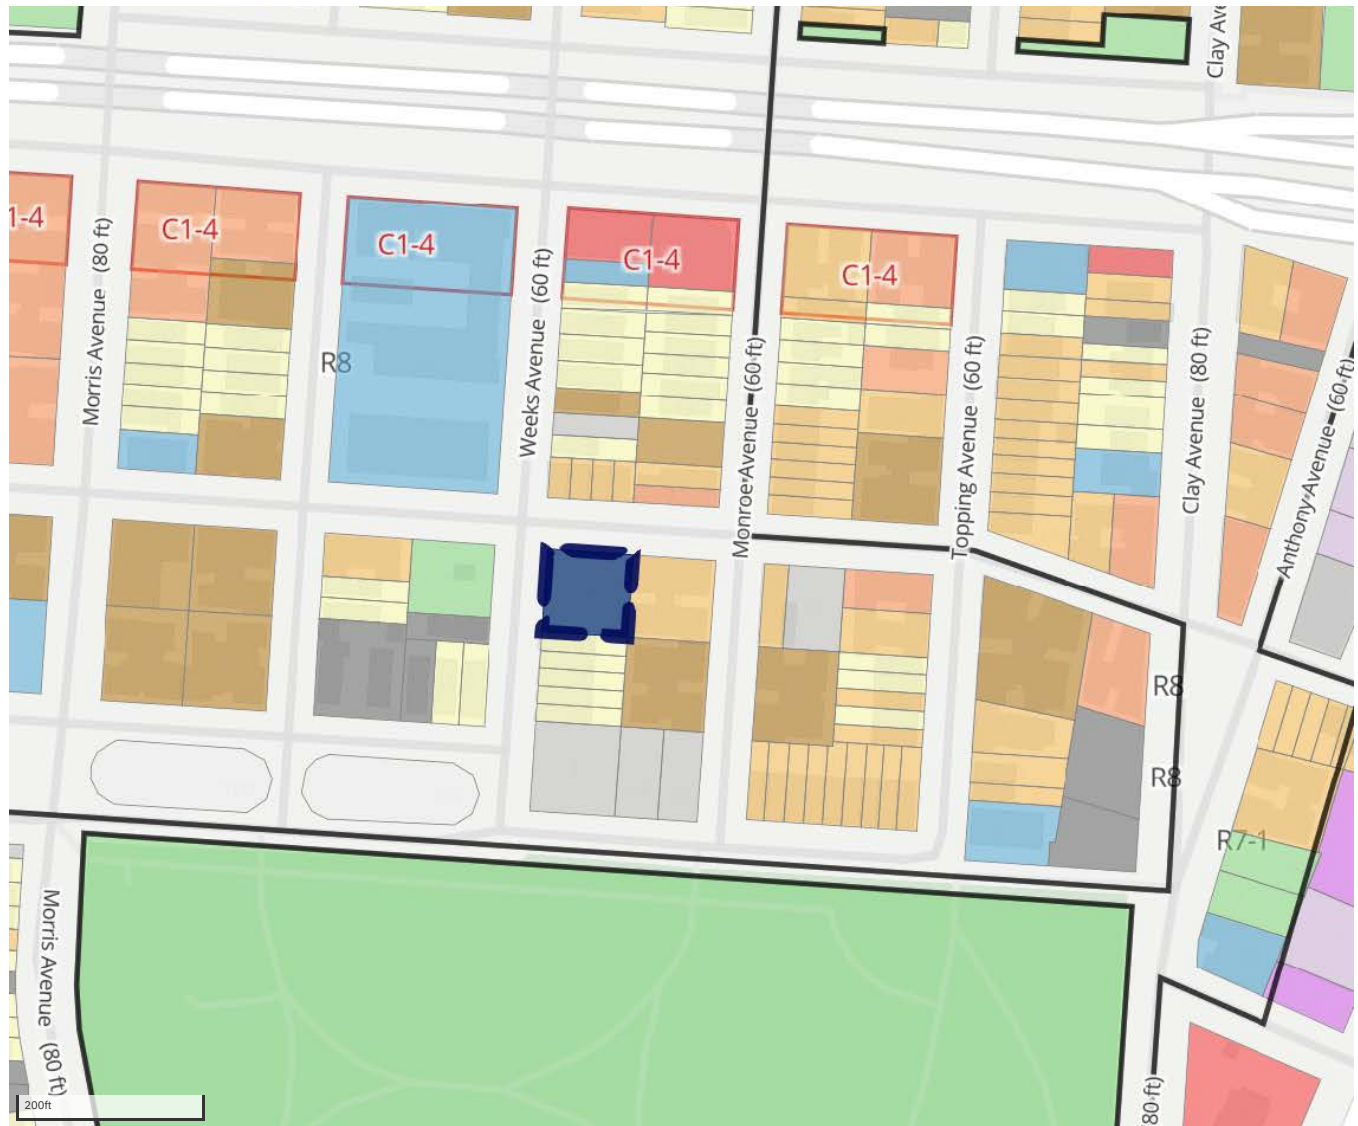 Clay Ave
1-4
C1-4
C1-4
C1-4
C1-4
Morris Avenue (80 ft)
Weeks Avenue (60 ft)
Monroe Avenue (60 ft)
Topping Avenue (60 ft)
Clay Avenue (80 ft)
Anthony Avenue (60 ft)
R8
R8
R8
R7-1
Morris Avenue (80 ft)
80 ft)
200ft